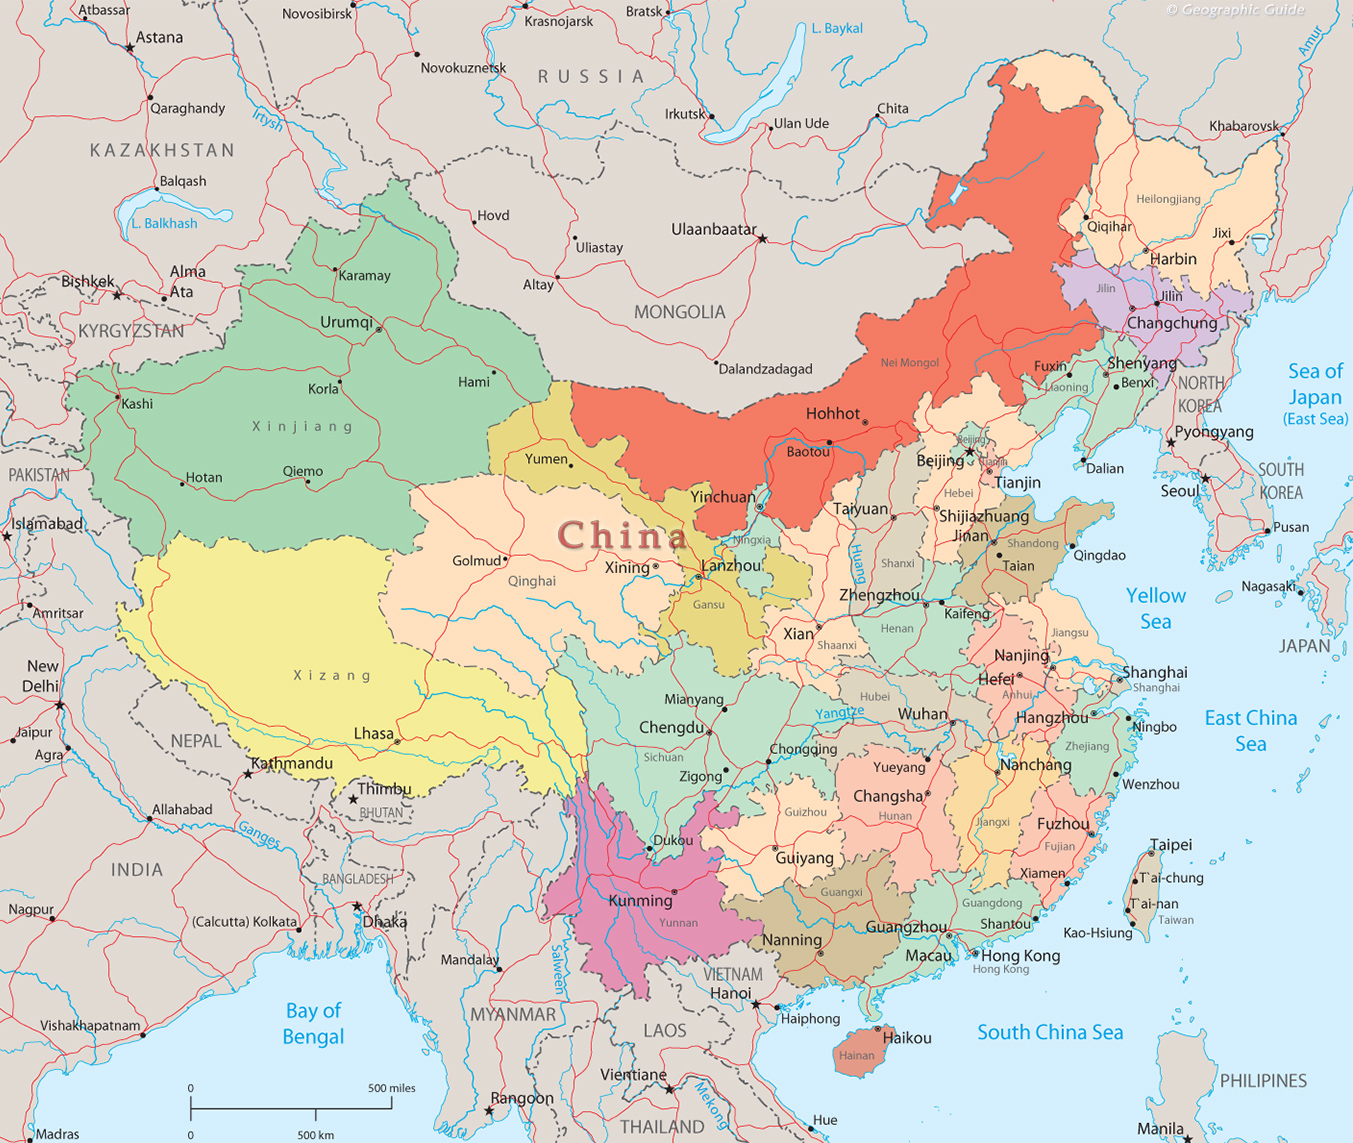 © Geographic Guide
Atbassar
Astana
Novosibirsk
Krasnojarsk
Bratsk
L. Baykal
Amur
Novokuznetsk
RUSSIA
Qaraghandy
Irtysh
Irkutsk
Ulan Ude
Chita
Khabarovsk
KAZAKHSTAN
Balqash
L. Balkhash
Hovd
Uliastay
Ulaanbaatar
Heilongjiang
Qiqihar
Jixi
Harbin
Alma
Ata
Bishkek
Karamay
Altay
MONGOLIA
Jilin
Jilin
Changchung
KYRGYZSTAN
Urumqi
Dalandzadagad
Nei Mongol
Fuxin
Shenyang
Liaoning
Benxi
NORTH
KOREA
Sea of
Japan
(East Sea)
Kashi
Korla
Hami
Hohhot
Baotou
Xinjiang
Pyongyang
Beijing
Beijing
Tianjin
Tianjin
Dalian
PAKISTAN
Hotan
Qiemo
Yumen
Yinchuan
Hebei
Seoul
SOUTH
KOREA
Islamabad
China
Taiyuan
Shijiazhuang
Jinan
Shandong
Taian
Qingdao
Pusan
Ningxia
Golmud
Qinghai
Xining
Lanzhou
Huang
Shanxi
Nagasaki
Amritsar
Gansu
Zhengzhou
Kaifeng
Yellow
Sea
JAPAN
Xian
Shaanxi
Henan
Jiangsu
New
Delhi
Xizang
Nanjing
Hefei
Anhui
Shanghai
Shanghai
Mianyang
Hubei
Yangtze
Wuhan
Hangzhou
Ningbo
East China
Sea
Jaipur
Agra
NEPAL
Lhasa
Chengdu
Sichuan
Chongqing
Zigong
Zhejiang
Kathmandu
Thimbu
BHUTAN
Yueyang
Nanchang
Wenzhou
Allahabad
Ganges
Changsha
Hunan
Guizhou
Jiangxi
Fuzhou
Fujian
Taipei
Dukou
Guiyang
INDIA
BANGLADESH
Xiamen
T'ai-chung
T'ai-nan
Taiwan
Kao-Hsiung
Nagpur
(Calcutta) Kolkata
Dhaka
Kunming
Yunnan
Guangxi
Guangdong
Guangzhou
Shantou
Nanning
Macau
Hong Kong
Hong Kong
Mandalay
Salween
VIETNAM
Hanoi
Haiphong
Bay of
Bengal
Vishakhapatnam
MYANMAR
LAOS
Haikou
Hainan
South China Sea
Vientiane
Mekong
PHILIPINES
0
500 miles
0
500 km
Rangoon
THAILAND
Hue
Manila
Madras